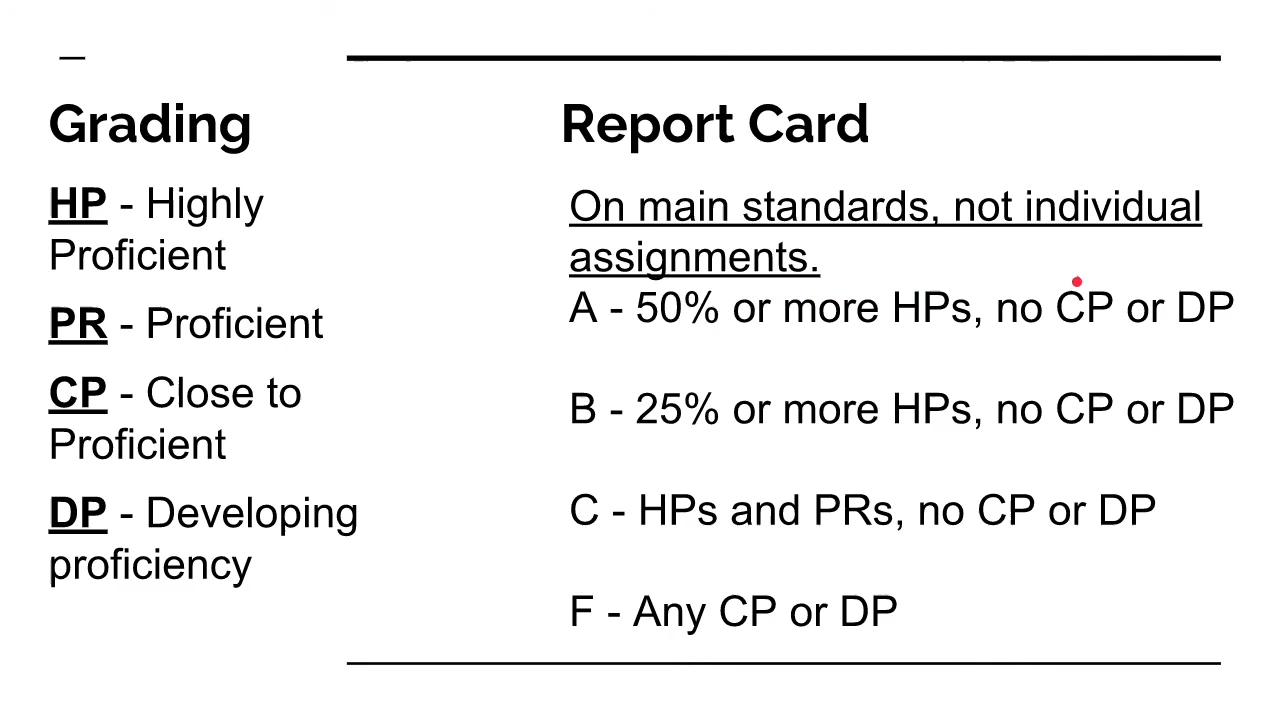 Grading
HP - Highly
Proficient
PR - Proficient
CP - Close to
Proficient
DP - Developing
proficiency
Report Card
On main standards, not individual
assignments.
A - 50% or more HPs, no CP or DP
B - 25% or more HPs, no CP or DP
C - HPs and PRs, no CP or DP
F - Any CP or DP